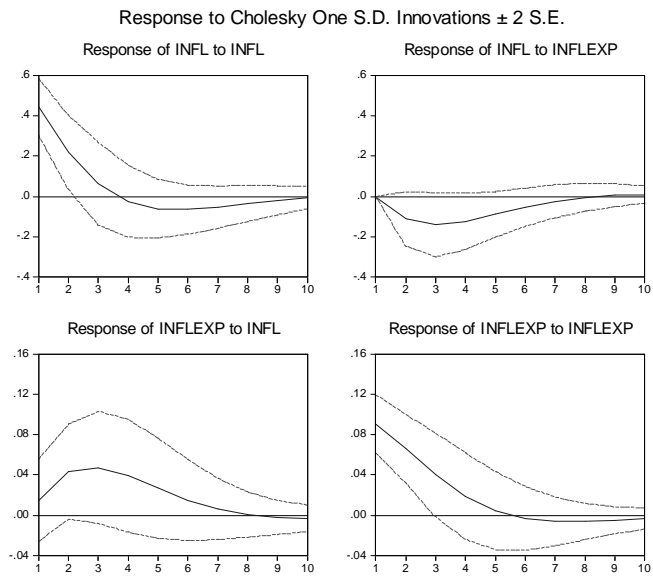 Response to Cholesky One S.D. Innovations ± 2 S.E.
Response of INFL to INFL
.6
.4
.2
.0
-.2
-.4
1 2 3 4 5 6 7 8 9 10
Response of INFL to INFLEXP
.6
.4
.2
.0
-.2
-.4
1 2 3 4 5 6 7 8 9 10
Response of INFLEXP to INFL
.16
.12
.08
.04
.00
-.04
1 2 3 4 5 6 7 8 9 10
Response of INFLEXP to INFLEXP
.16
.12
.08
.04
.00
-.04
1 2 3 4 5 6 7 8 9 10